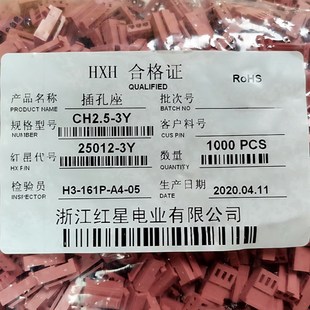 HXH 合格证
QUALIFIED
RoHS
产品名称 插孔座 批次号
PRODUCT NAME BATCH NO
规格型号 CH2.5-3Y 客户料号
CUS P/N
红星代号 25012-3Y 数量 1000 PCS
HX P/N QUANTITY
检验员 H3-161P-A4-05 生产日期 2020.04.11
INSPECTOR DATE
浙江红星电业有限公司